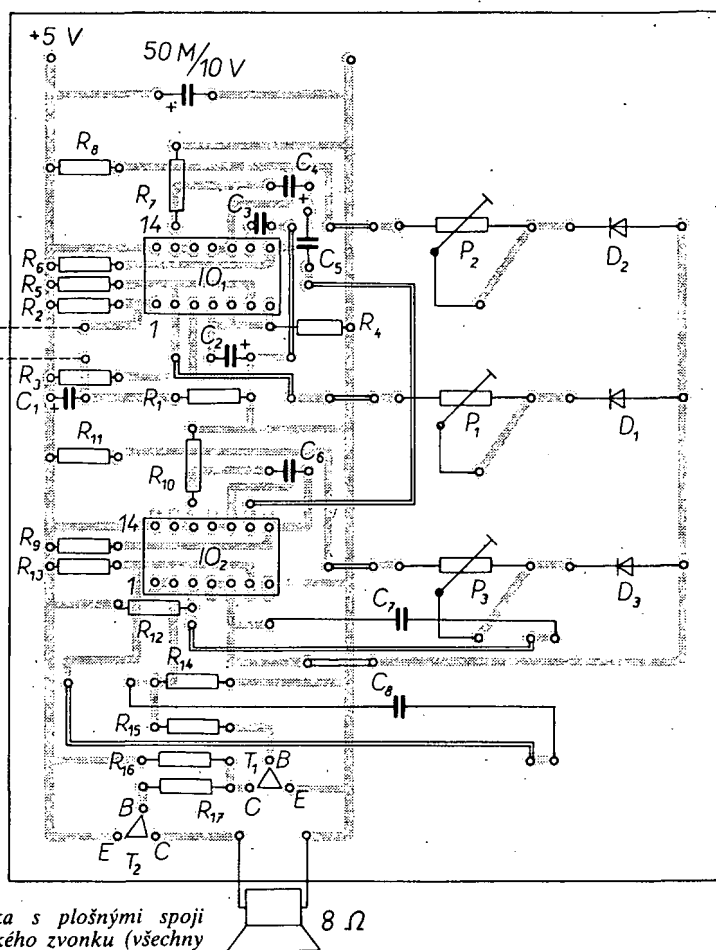 +5 V
50 M/10 V
+
R8
R7
C4
+
C3
14
R6
IO1
C5
P2
D2
R5
R2
1
C2 +
R4
R3
C1 +
R1
P1
D1
R11
R10
C6
14
R9
IO2
R13
1
P3
D3
R12
C7
R14
C8
R15
R16
T1 B
R17
C E
B
E C
T2
8 Ω
ka s plošnými spoji
kého zvonku (všechny